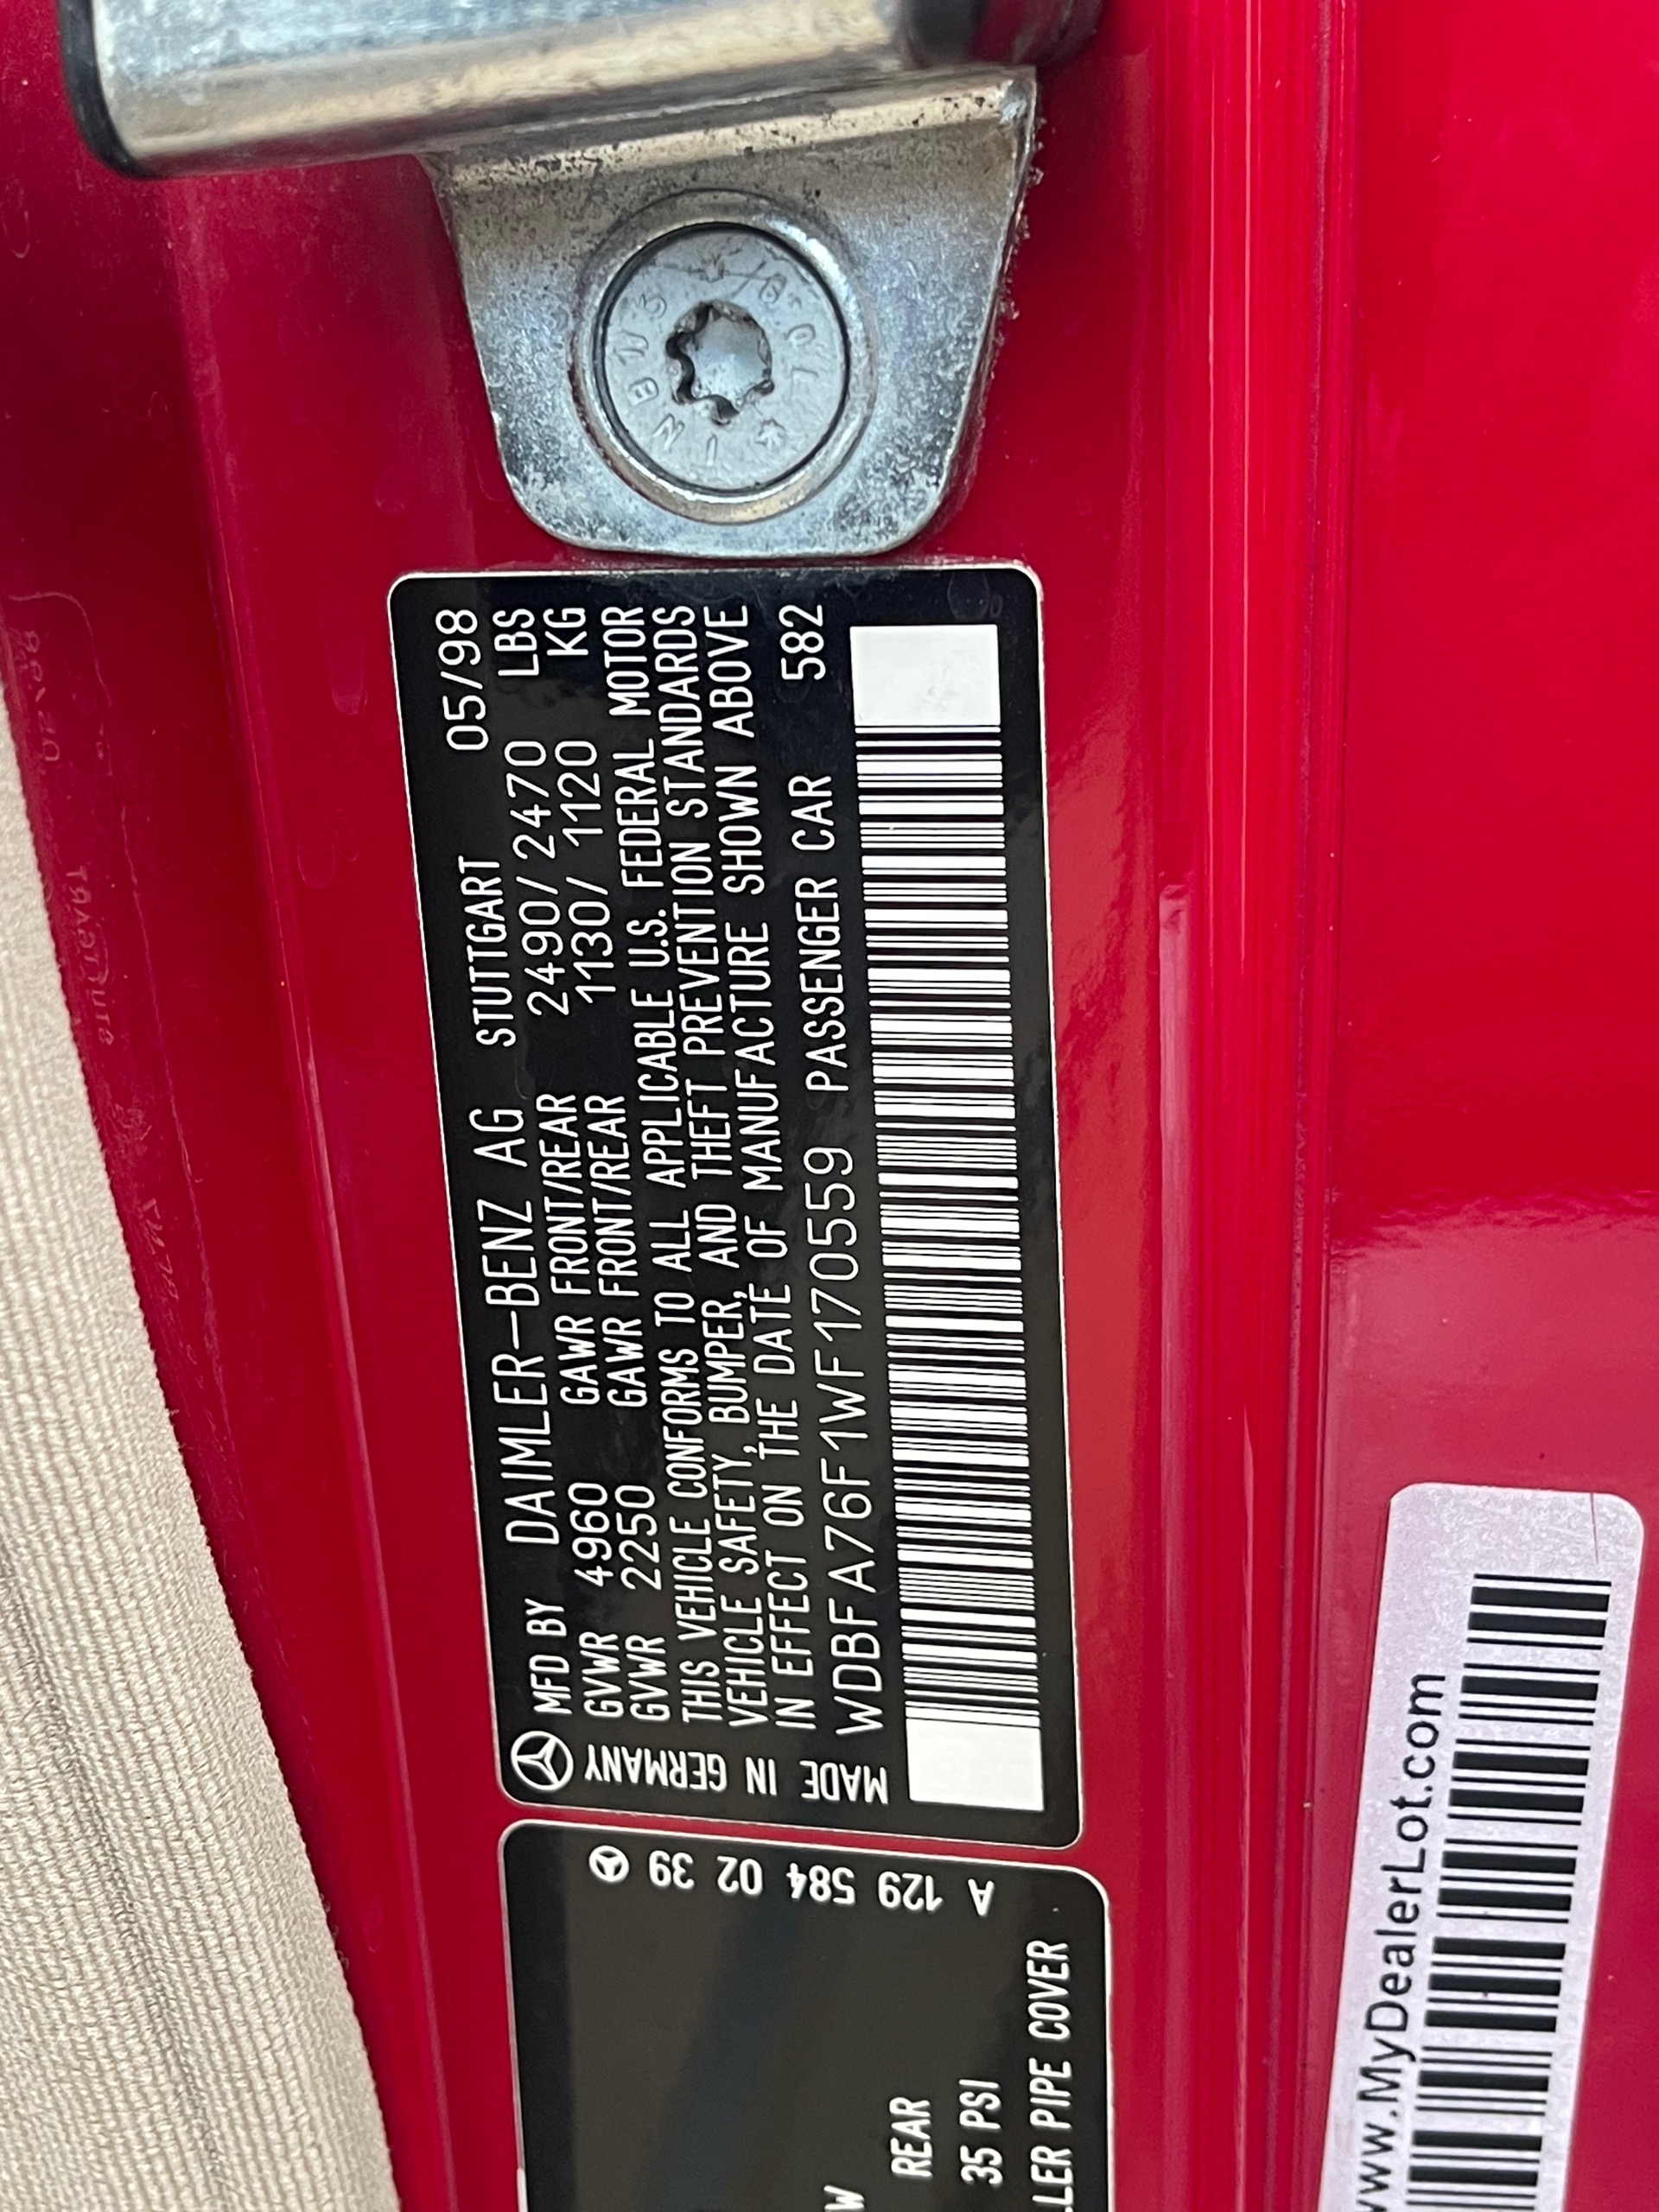 MFD BY DAIMLER-BENZ AG STUTTGART 05/98
GVWR 4960 GAWR FRONT/REAR 2490/2470 LBS
GVWR 2250 GAWR FRONT/REAR 1130/1120 KG
THIS VEHICLE CONFORMS TO ALL APPLICABLE U.S. FEDERAL MOTOR
VEHICLE SAFETY, BUMPER, AND THEFT PREVENTION STANDARDS
IN EFFECT ON THE DATE OF MANUFACTURE SHOWN ABOVE
WDBFA76F1WF170559 PASSENGER CAR 582
MADE IN GERMANY
A 129 584 02 39
REAR
35 PSI
PIPE COVER
www.MyDealerLot.com